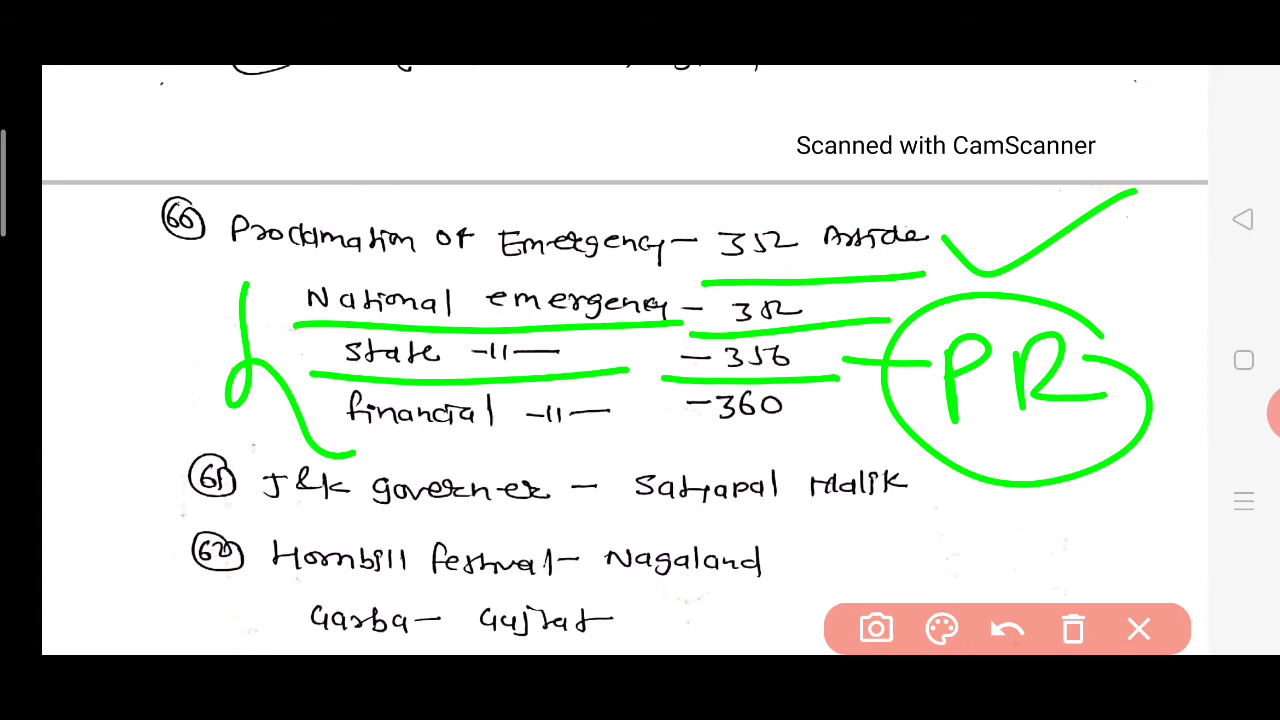 Scanned with CamScanner
60 Proclamation of Emergency - 352 Article
National emergency - 352
State -11- - 356
PR
financial -11- - 360
61 J&K governer - Satyapal Malik
62 Hornbill festival - Nagaland
Garba - Gujrat